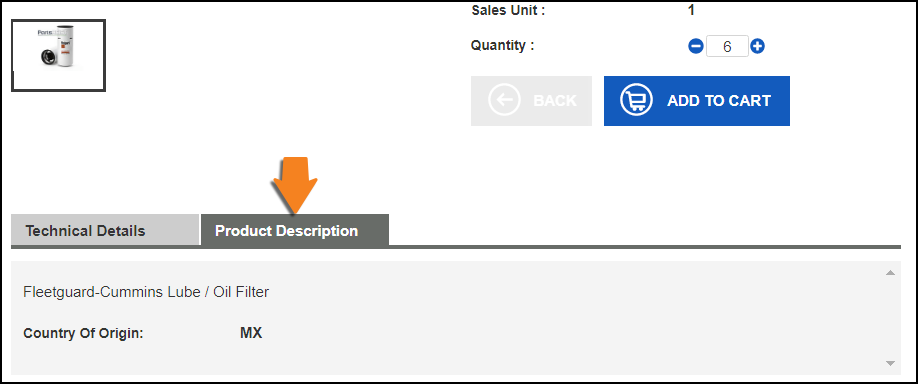 Sales Unit : 1
Quantity : 6
BACK
ADD TO CART
Technical Details
Product Description
Fleetguard-Cummins Lube / Oil Filter
Country Of Origin: MX